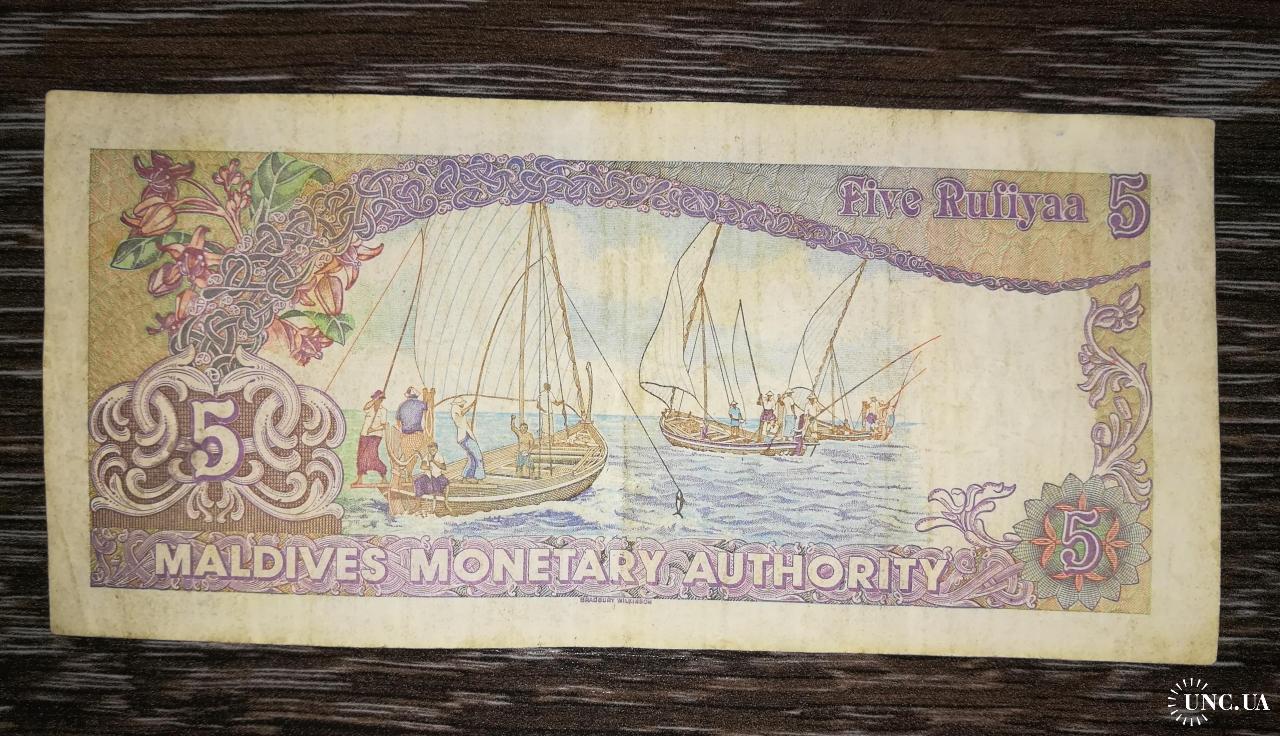 Five Rufiyaa 5
5
5
MALDIVES MONETARY AUTHORITY
BRADBURY WILKINSON
UNC.UA